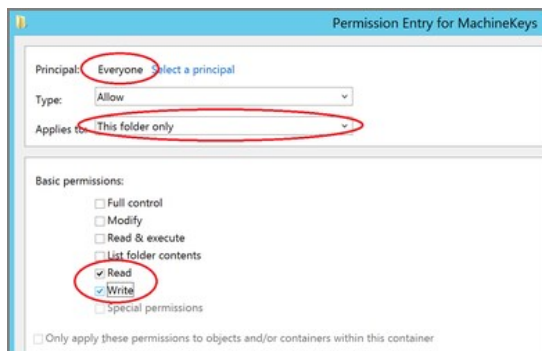 Permission Entry for MachineKeys
Principal: Everyone Select a principal
Type: Allow
Applies to: This folder only
Basic permissions:
Full control
Modify
Read & execute
List folder contents
Read
Write
Special permissions
Only apply these permissions to objects and/or containers within this container